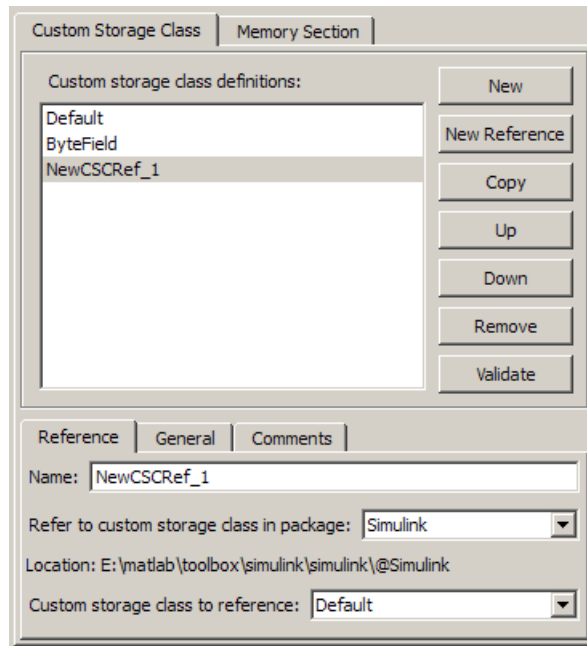 Custom Storage Class Memory Section
Custom storage class definitions:
New
Default
ByteField
New Reference
NewCSCRef_1
Copy
Up
Down
Remove
Validate
Reference General Comments
Name: NewCSCRef_1
Refer to custom storage class in package: Simulink
Location: E:\matlab\toolbox\simulink\simulink\@Simulink
Custom storage class to reference: Default